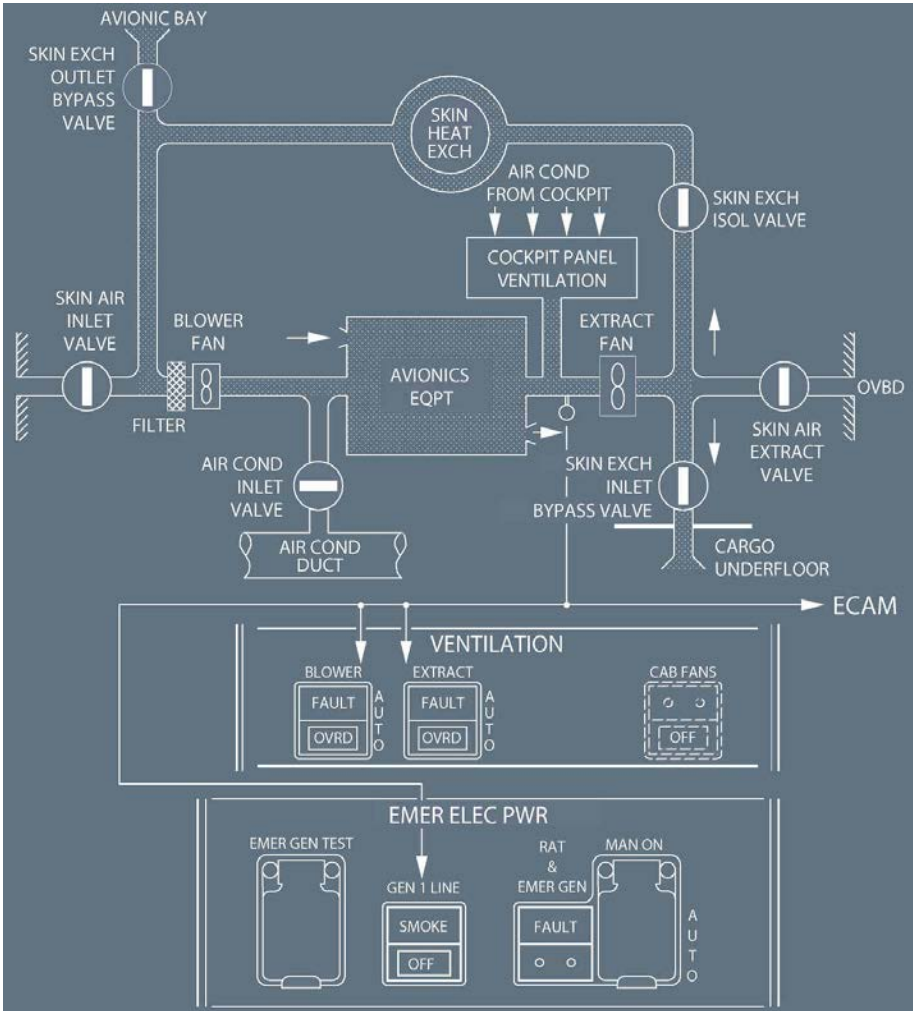 AVIONIC BAY
SKIN EXCH
OUTLET
BYPASS
VALVE
SKIN
HEAT
EXCH
AIR COND
FROM COCKPIT
SKIN EXCH
ISOL VALVE
COCKPIT PANEL
VENTILATION
SKIN AIR
INLET
VALVE
BLOWER
FAN
EXTRACT
FAN
AVIONICS
EQPT
OVBD
FILTER
SKIN AIR
EXTRACT
VALVE
AIR COND
INLET
VALVE
SKIN EXCH
INLET
BYPASS VALVE
AIR COND
DUCT
CARGO
UNDERFLOOR
ECAM
VENTILATION
BLOWER
FAULT
OVRD
AUTO
EXTRACT
FAULT
OVRD
AUTO
CAB FANS
OFF
EMER ELEC PWR
EMER GEN TEST
GEN 1 LINE
SMOKE
OFF
RAT
&
EMER GEN
FAULT
MAN ON
AUTO